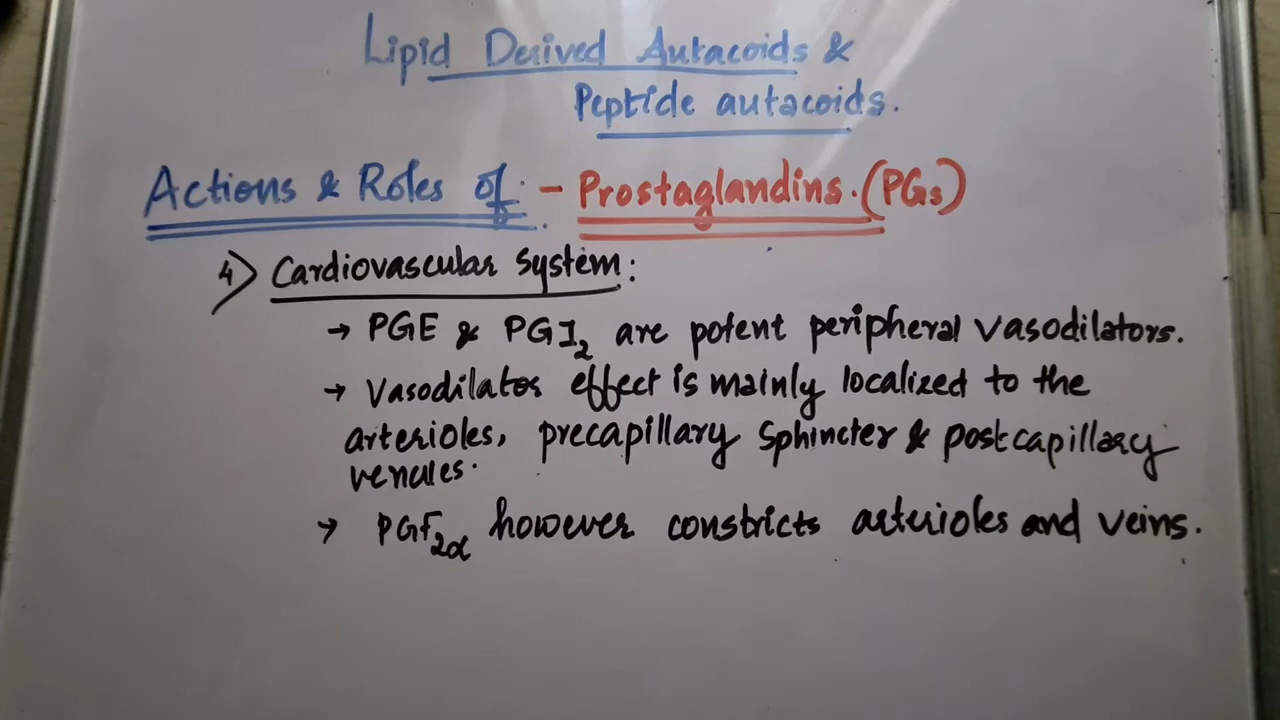 Lipid Derived Autacoids &
Peptide autacoids.
Actions & Roles of - Prostaglandins. (PGs)
4) Cardiovascular System:
→ PGE & PGI₂ are potent peripheral vasodilators.
→ Vasodilator effect is mainly localized to the
arterioles, precapillary sphincter & postcapillary
venules.
→ PGF₂α however constricts arterioles and veins.